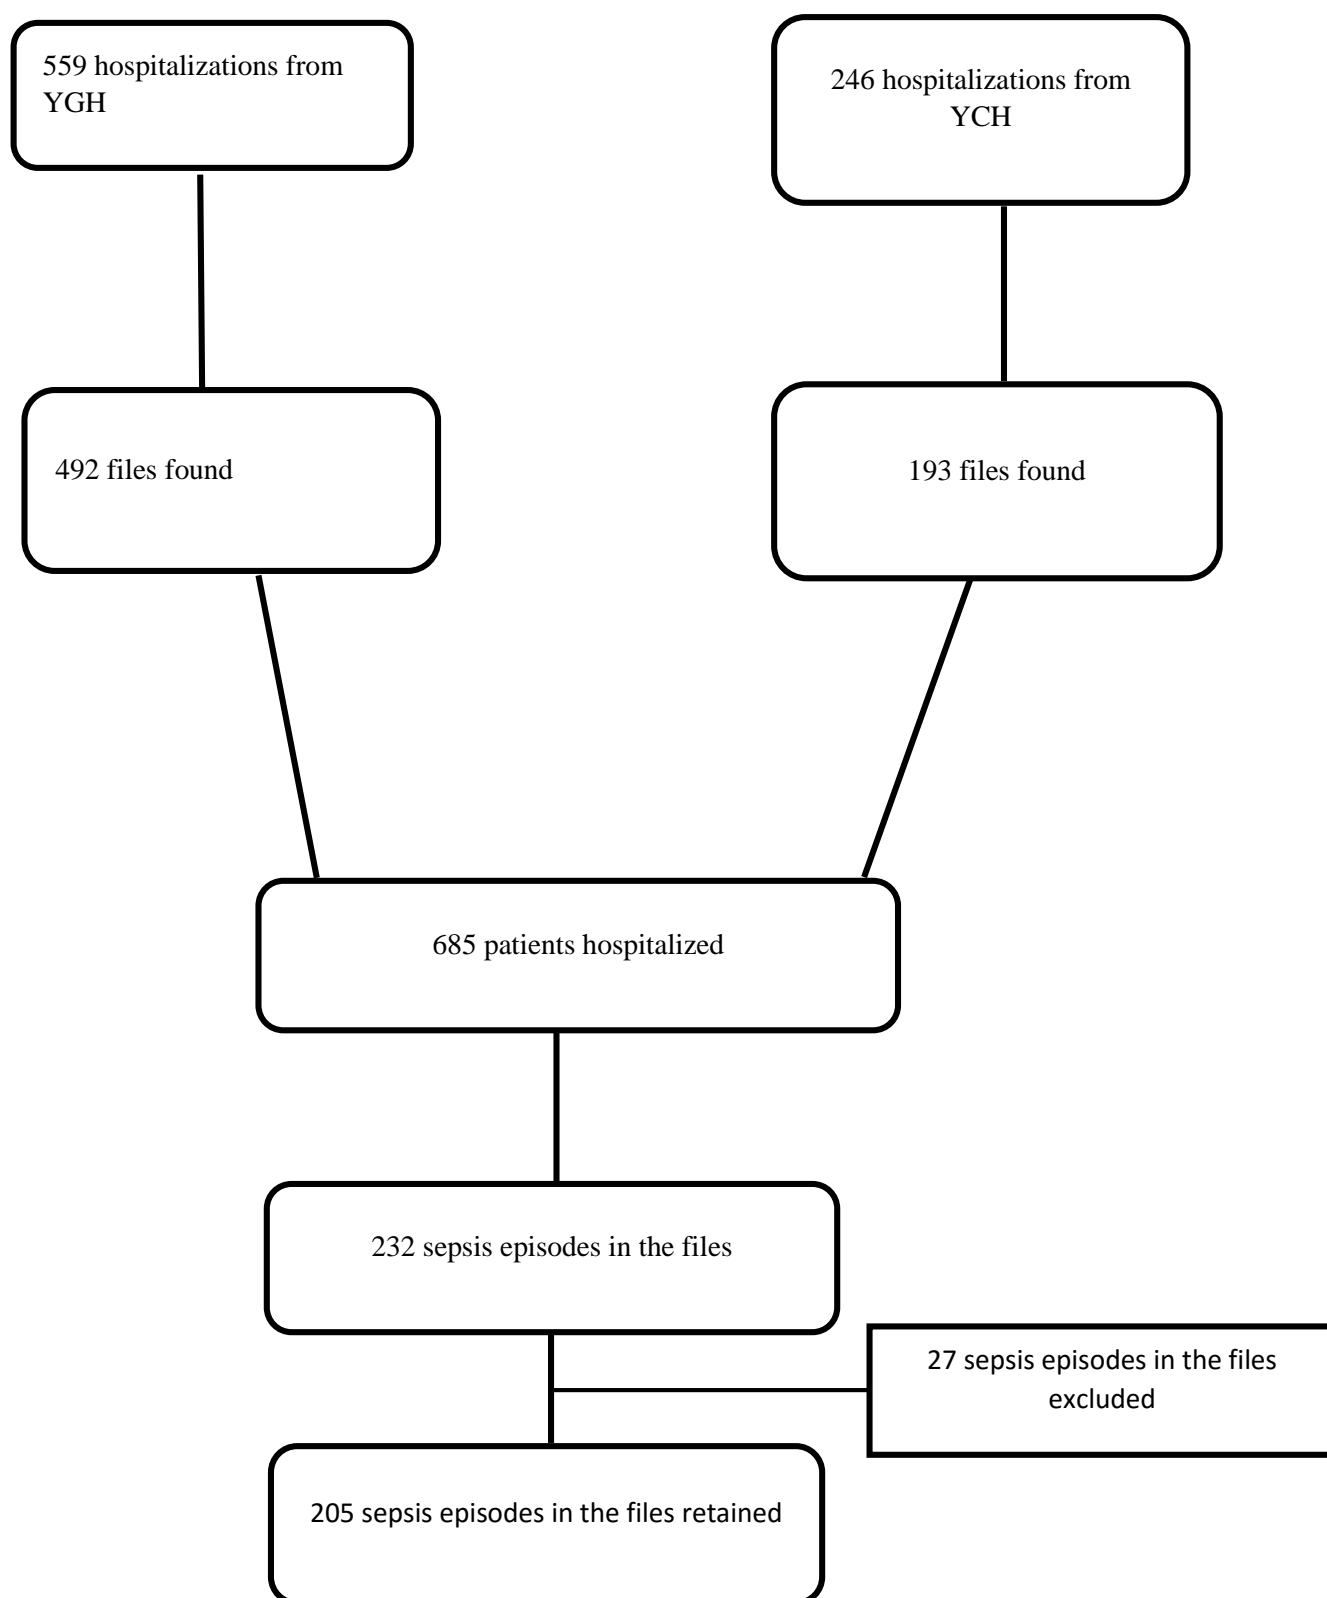 559 hospitalizations from
YGH
246 hospitalizations from
YCH
492 files found
193 files found
685 patients hospitalized
232 sepsis episodes in the files
27 sepsis episodes in the files
excluded
205 sepsis episodes in the files retained